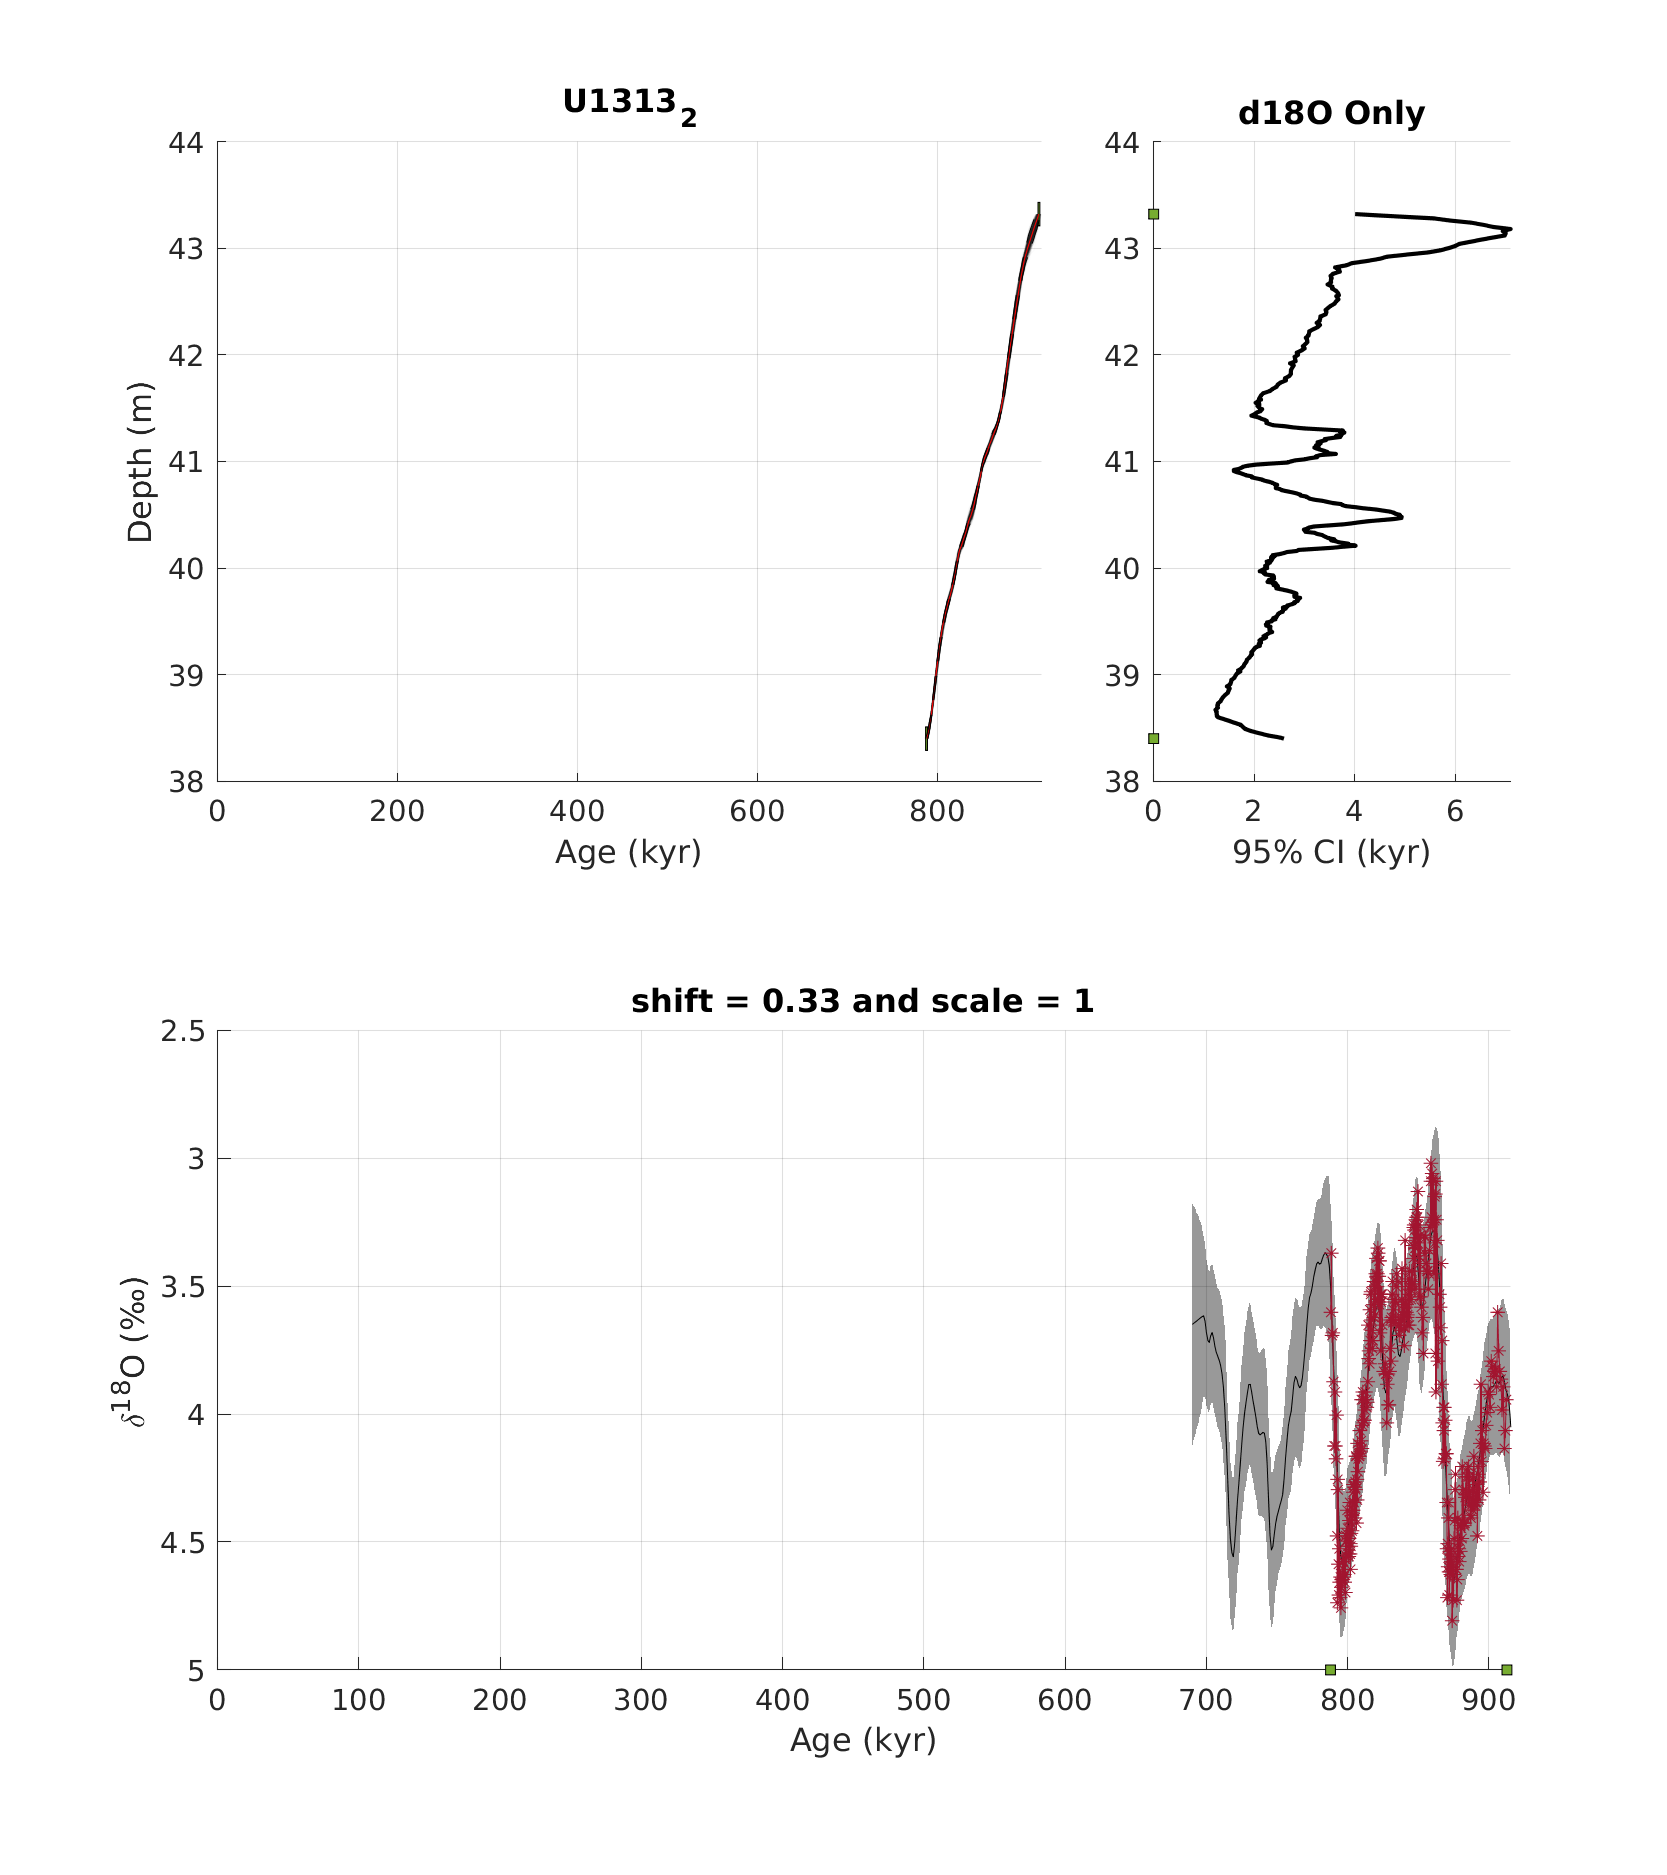 U1313₂
44
43
42
41
40
39
38
0 200 400 600 800
Depth (m)
Age (kyr)
d18O Only
44
43
42
41
40
39
38
0 2 4 6
95% CI (kyr)
shift = 0.33 and scale = 1
2.5
3
3.5
4
4.5
5
0 100 200 300 400 500 600 700 800 900
δ¹⁸O (‰)
Age (kyr)